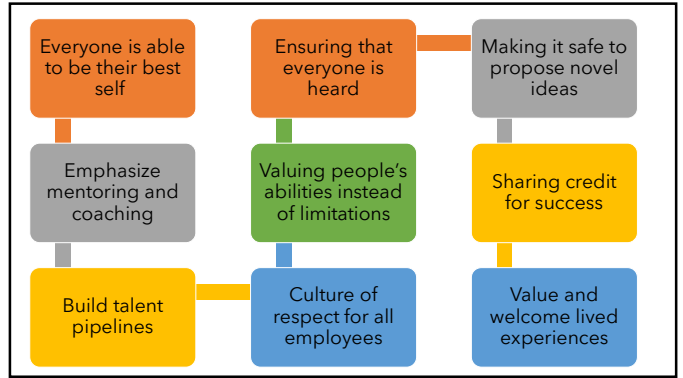 Everyone is able
to be their best
self
Emphasize
mentoring and
coaching
Build talent
pipelines
Culture of
respect for all
employees
Valuing people’s
abilities instead
of limitations
Ensuring that
everyone is
heard
Making it safe to
propose novel
ideas
Sharing credit
for success
Value and
welcome lived
experiences